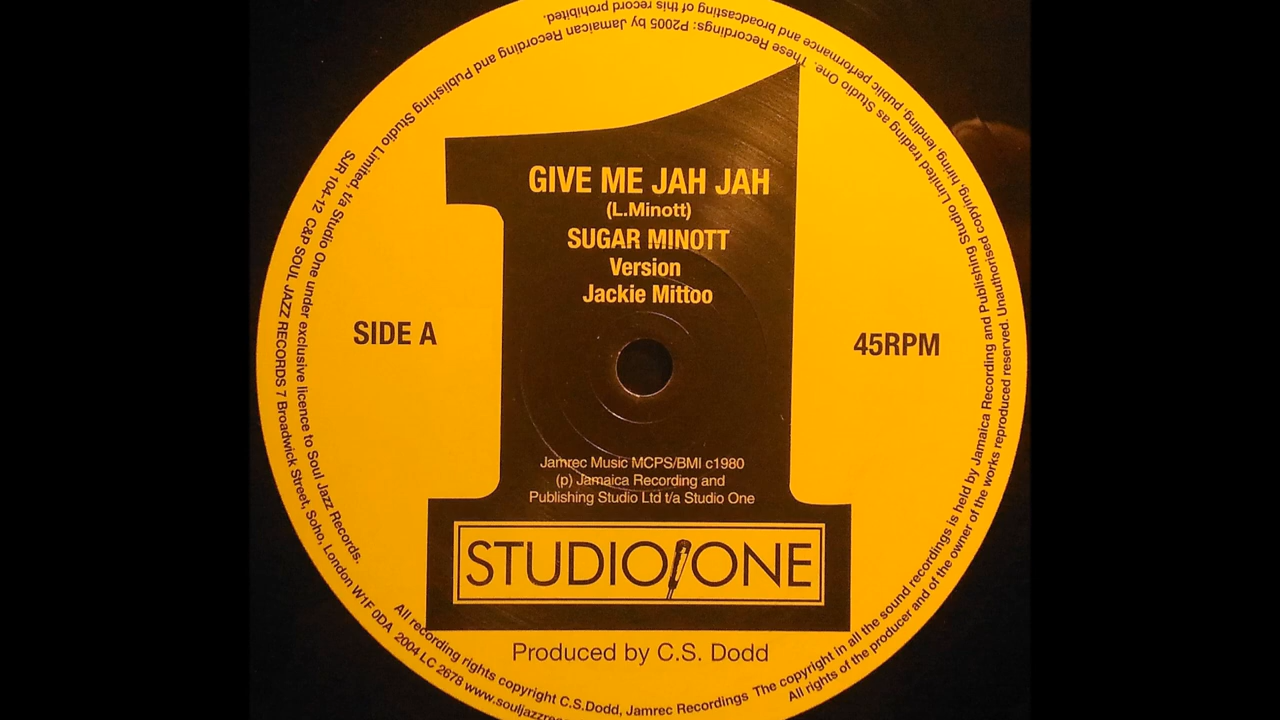 GIVE ME JAH JAH
(L.Minott)
SUGAR MINOTT
Version
Jackie Mittoo
SIDE A
45RPM
Jamrec Music MCPS/BMI c1980
(p) Jamaica Recording and
Publishing Studio Ltd t/a Studio One
STUDIO ONE
Produced by C.S. Dodd
SJR 104-12 C&P SOUL JAZZ RECORDS 7 Broadwick Street, Soho, London W1F 0DA 2004 LC 2678 www.souljazzrec
These Recordings: P2005 by Jamaican Recording and Publishing Studio Limited, t/a Studio One under exclusive licence to Soul Jazz Records.
All recording rights copyright C.S.Dodd, Jamrec Recordings The copyright in all the sound recordings is held by Jamaica Recording and Publishing Studio Limited trading as Studio One.
All rights of the producer and of the owner of the works reproduced reserved. Unauthorised copying, hiring, lending, public performance and broadcasting of this record prohibited.